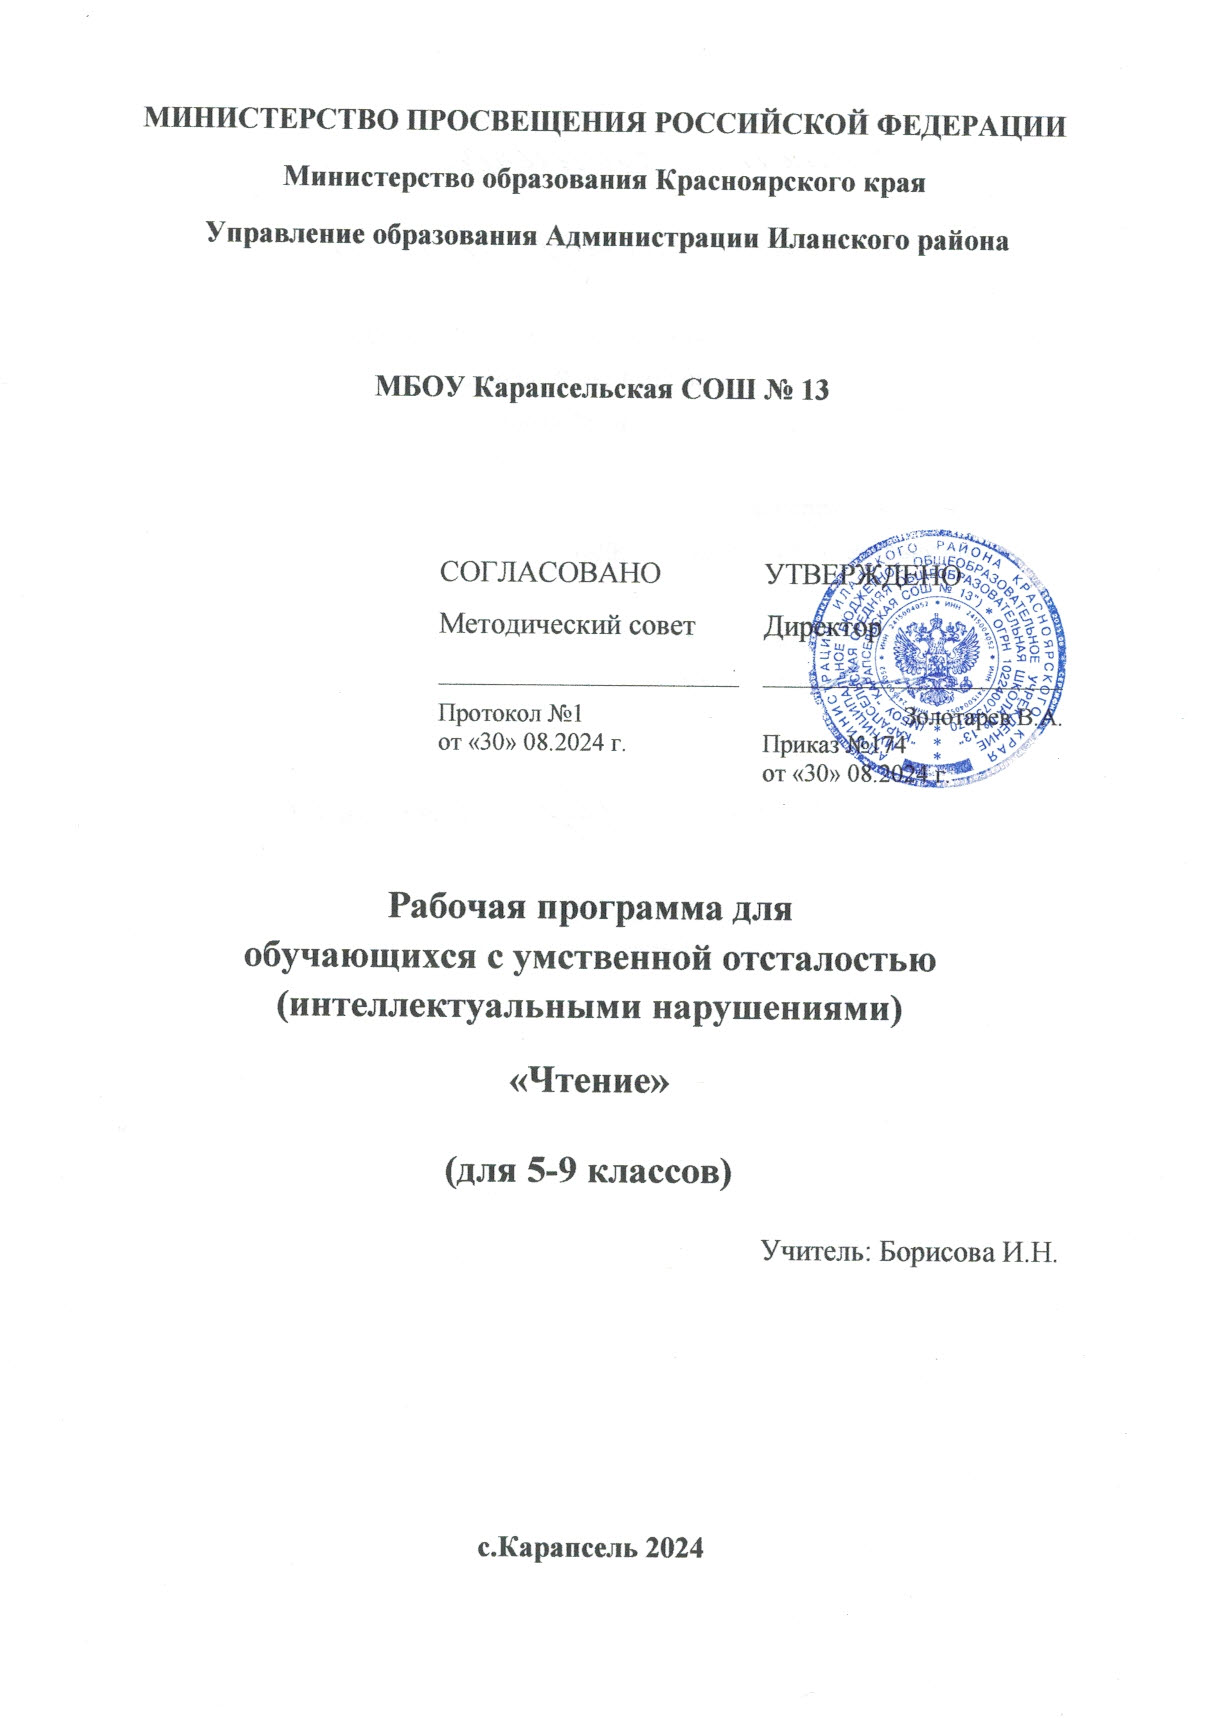 МИНИСТЕРСТВО ПРОСВЕЩЕНИЯ РОССИЙСКОЙ ФЕДЕРАЦИИ
Министерство образования Красноярского края
Управление образования Администрации Иланского района
МБОУ Карапсельская СОШ № 13
СОГЛАСОВАНО
Методический совет
Протокол №1
от «30» 08.2024 г.
УТВЕРЖДЕНО
Директор
Золотарев В.А.
Приказ №174
от «30» 08.2024 г.
Рабочая программа для
обучающихся с умственной отсталостью
(интеллектуальными нарушениями)
«Чтение»
(для 5-9 классов)
Учитель: Борисова И.Н.
с.Карапсель 2024